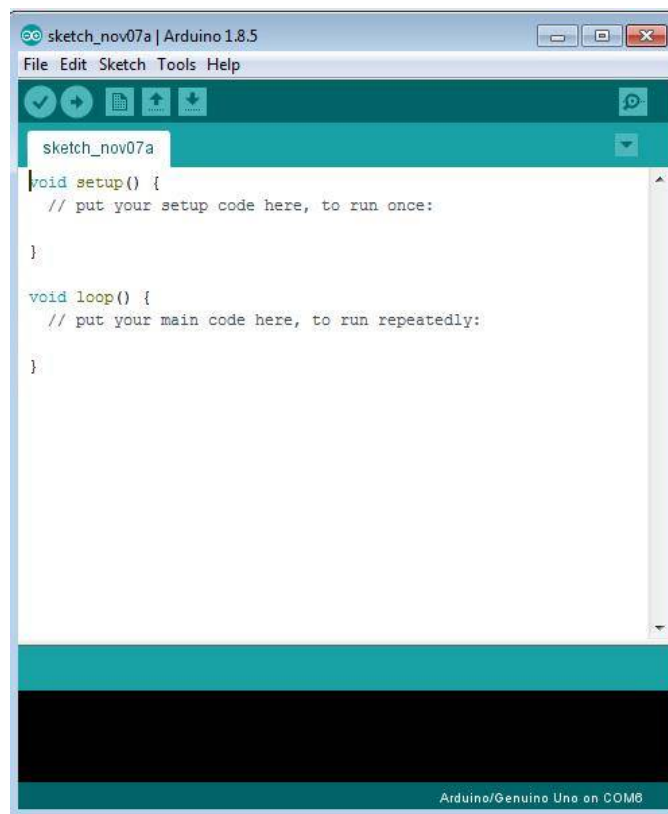 sketch_nov07a | Arduino 1.8.5
File Edit Sketch Tools Help
sketch_nov07a
void setup() {
  // put your setup code here, to run once:
}
void loop() {
  // put your main code here, to run repeatedly:
}
Arduino/Genuino Uno on COM6